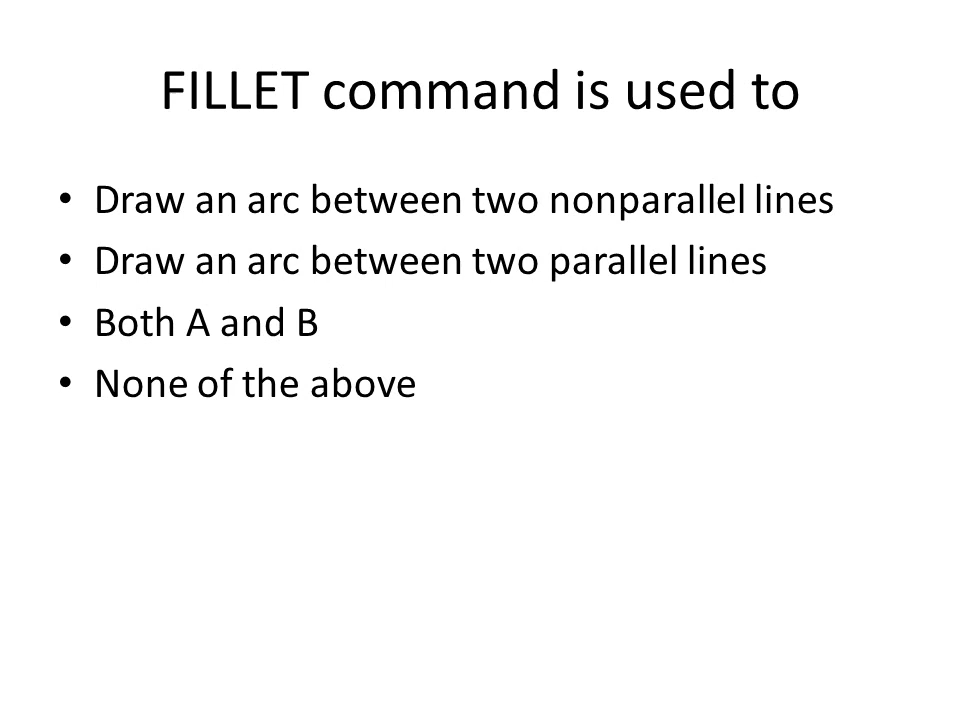 FILLET command is used to
• Draw an arc between two nonparallel lines
• Draw an arc between two parallel lines
• Both A and B
• None of the above